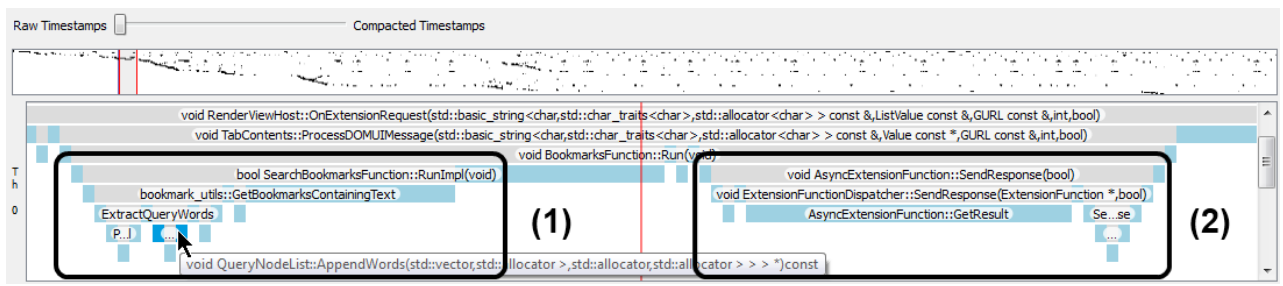 Raw Timestamps Compacted Timestamps
void RenderViewHost::OnExtensionRequest(std::basic_string<char,std::char_traits<char>,std::allocator<char> > const &,ListValue const &,GURL const &,int,bool)
void TabContents::ProcessDOMUIMessage(std::basic_string<char,std::char_traits<char>,std::allocator<char> > const &,Value const *,GURL const &,int,bool)
void BookmarksFunction::Run(void)
T
h
0
bool SearchBookmarksFunction::RunImpl(void) void AsyncExtensionFunction::SendResponse(bool)
bookmark_utils::GetBookmarksContainingText void ExtensionFunctionDispatcher::SendResponse(ExtensionFunction *,bool)
ExtractQueryWords AsyncExtensionFunction::GetResult Se...se
P...l ... (1) ... (2)
void QueryNodeList::AppendWords(std::vector,std::allocator >,std::allocator,std::allocator > > > *)const